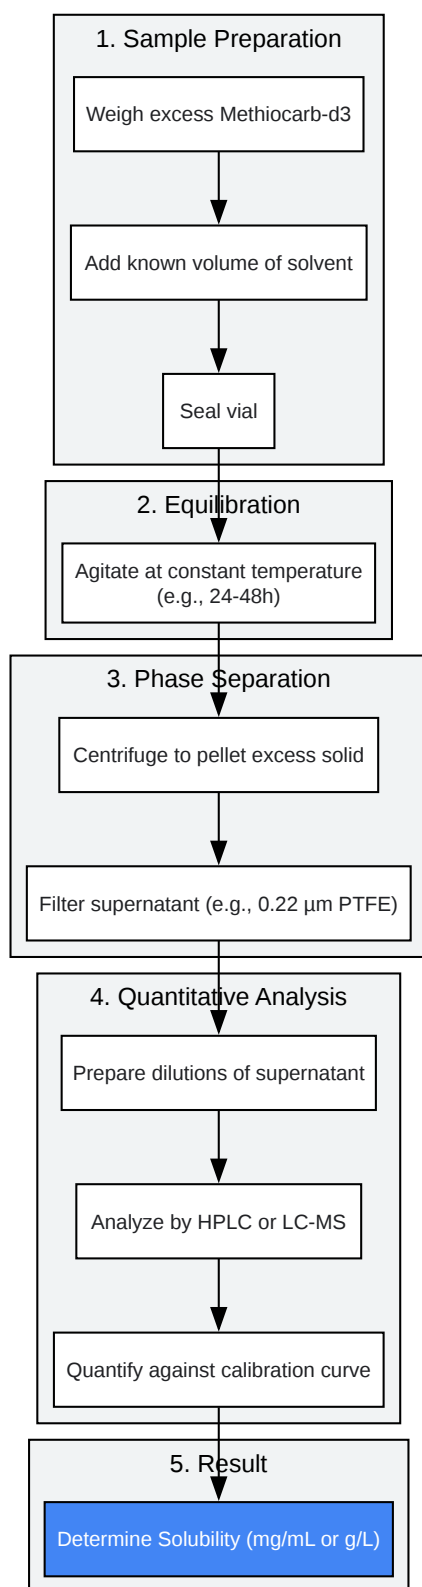 1. Sample Preparation
Weigh excess Methiocarb-d3
Add known volume of solvent
Seal vial
2. Equilibration
Agitate at constant temperature
(e.g., 24-48h)
3. Phase Separation
Centrifuge to pellet excess solid
Filter supernatant (e.g., 0.22 µm PTFE)
4. Quantitative Analysis
Prepare dilutions of supernatant
Analyze by HPLC or LC-MS
Quantify against calibration curve
5. Result
Determine Solubility (mg/mL or g/L)